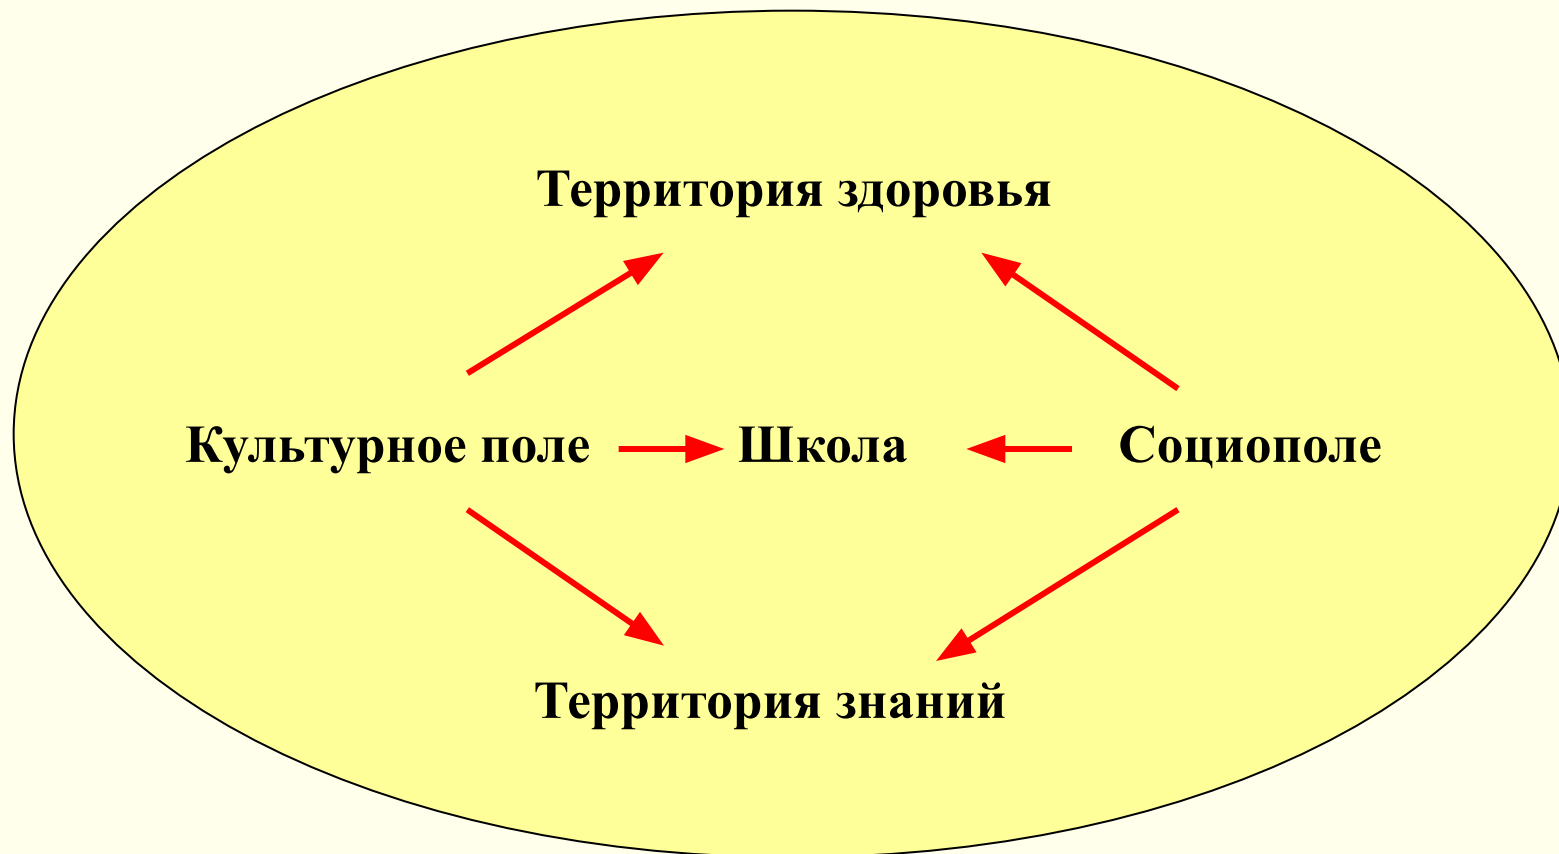 Территория здоровья
Культурное поле
Школа
Социополе
Территория знаний